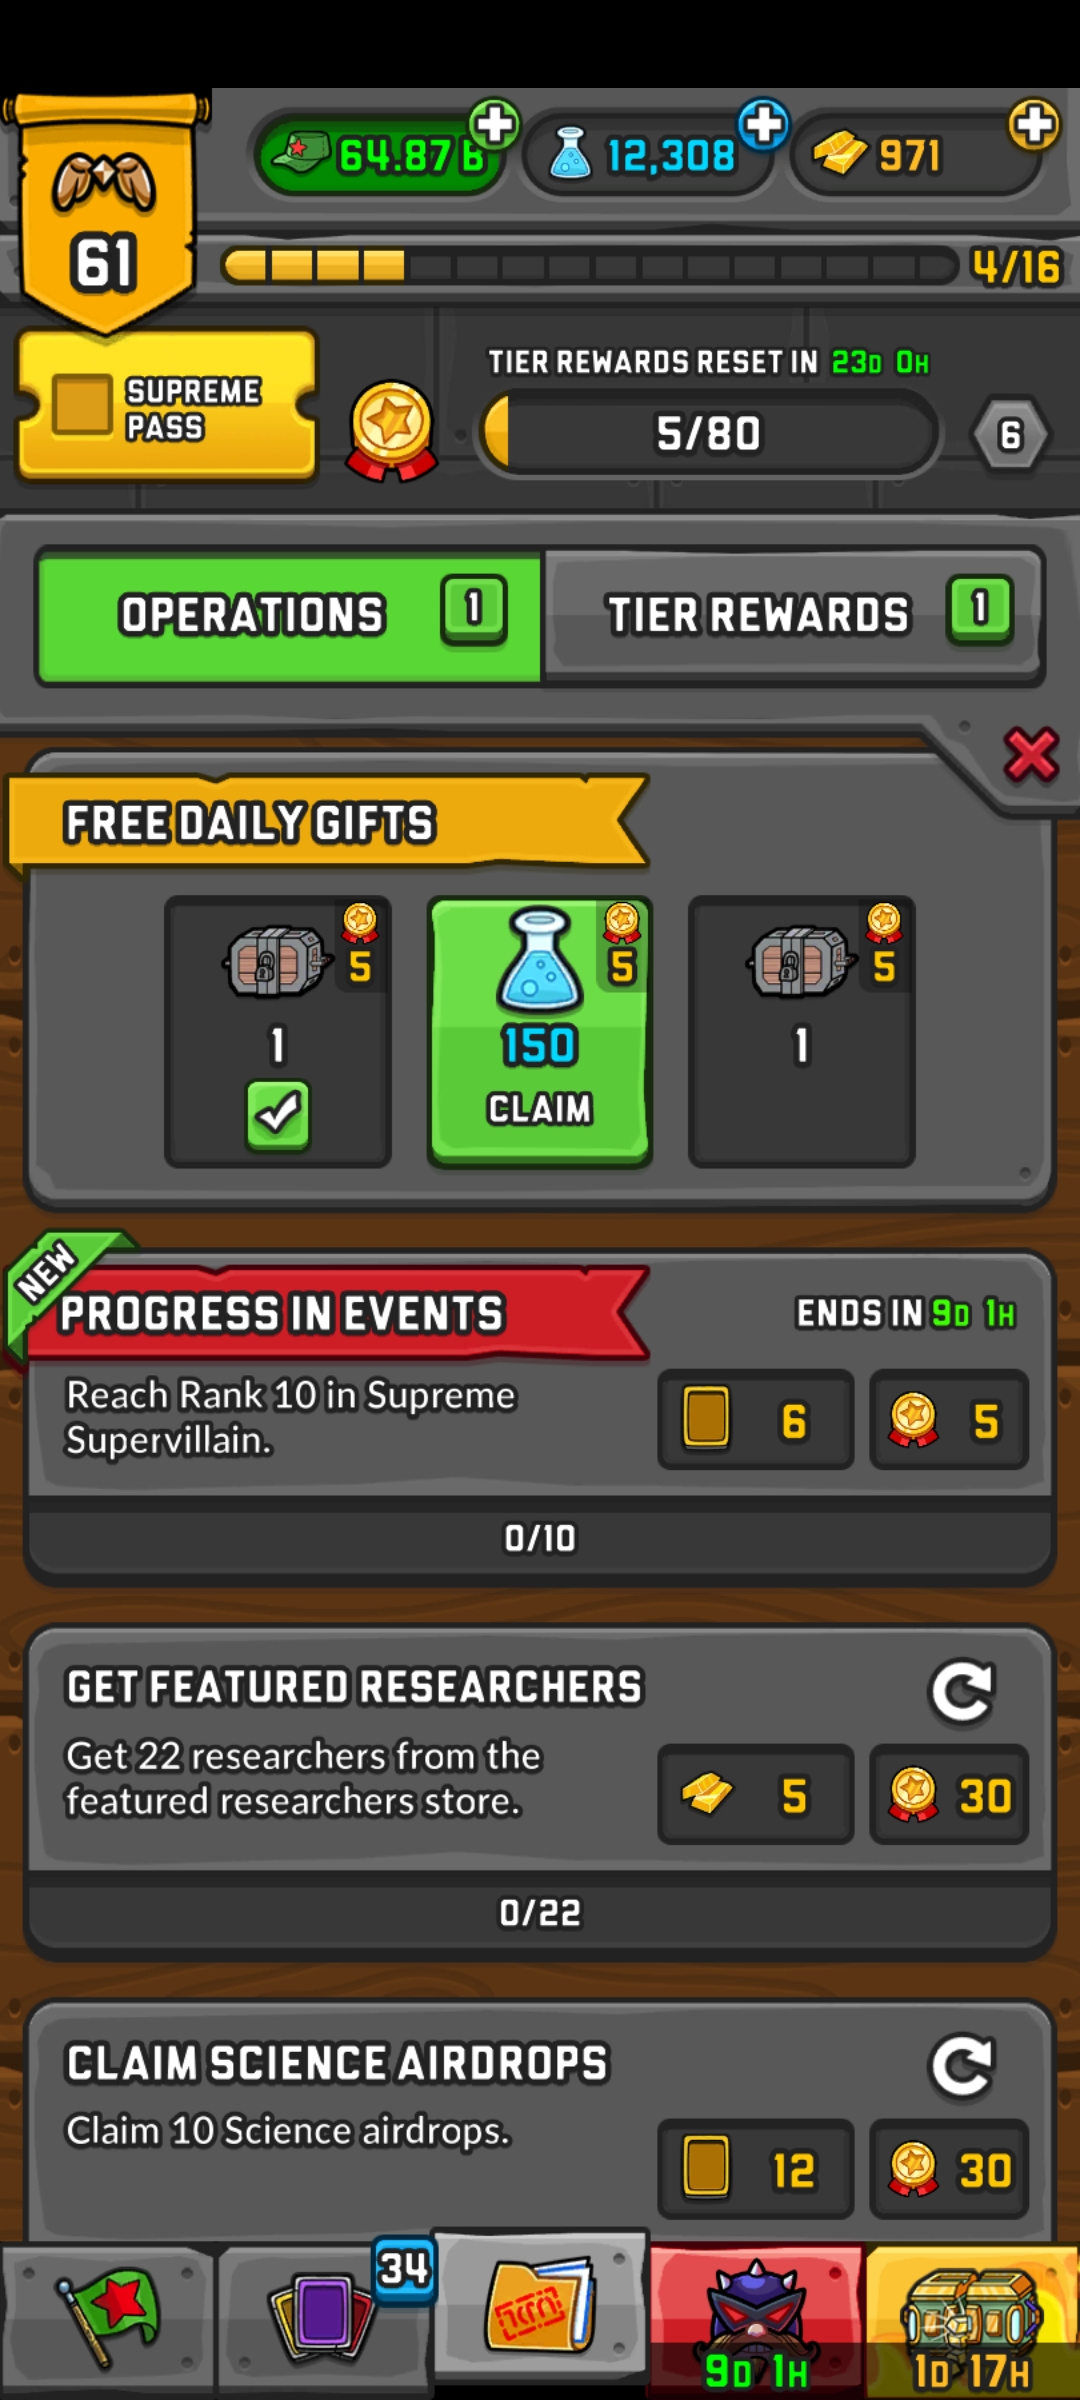 64.87B
12,308
971
61
4/16
SUPREME PASS
TIER REWARDS RESET IN 23D 0H
5/80
6
OPERATIONS 1
TIER REWARDS 1
FREE DAILY GIFTS
5
5
5
1
150
1
CLAIM
NEW
PROGRESS IN EVENTS
ENDS IN 9D 1H
Reach Rank 10 in Supreme
Supervillain.
6
5
0/10
GET FEATURED RESEARCHERS
Get 22 researchers from the
featured researchers store.
5
30
0/22
CLAIM SCIENCE AIRDROPS
Claim 10 Science airdrops.
12
30
34
9D 1H
1D 17H